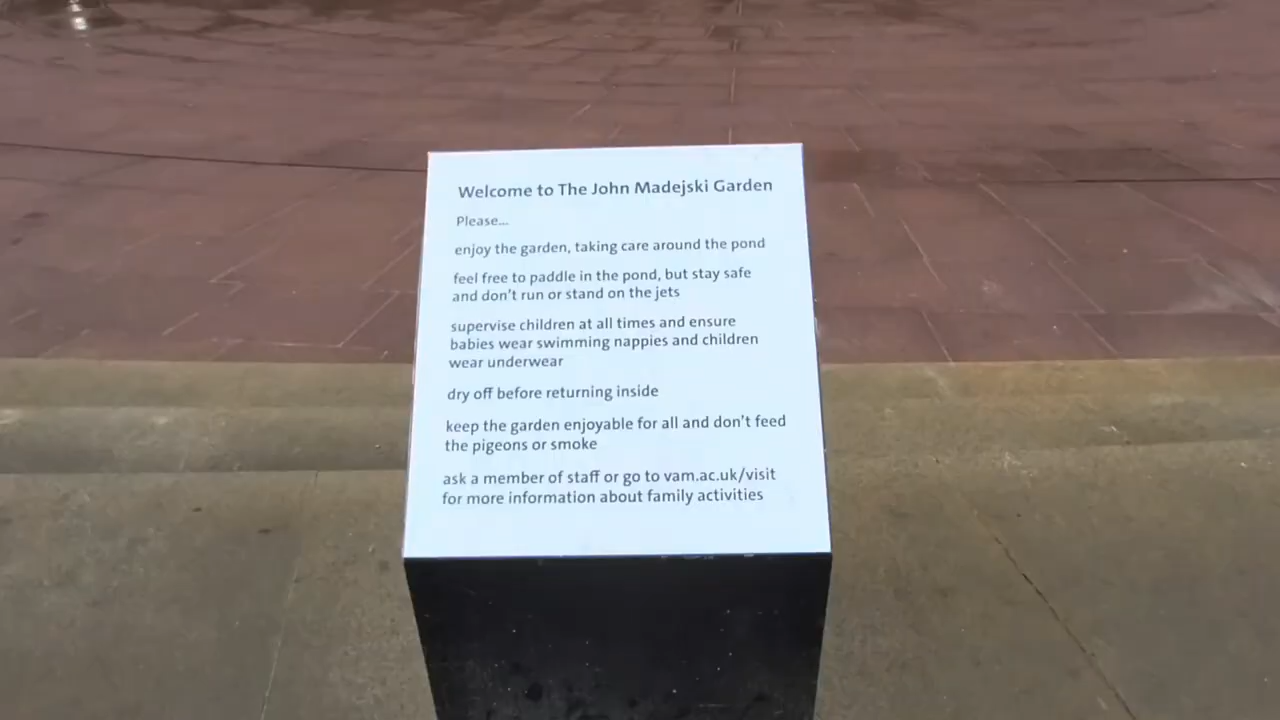 Welcome to The John Madejski Garden
Please...
enjoy the garden, taking care around the pond
feel free to paddle in the pond, but stay safe
and don't run or stand on the jets
supervise children at all times and ensure
babies wear swimming nappies and children
wear underwear
dry off before returning inside
keep the garden enjoyable for all and don't feed
the pigeons or smoke
ask a member of staff or go to vam.ac.uk/visit
for more information about family activities